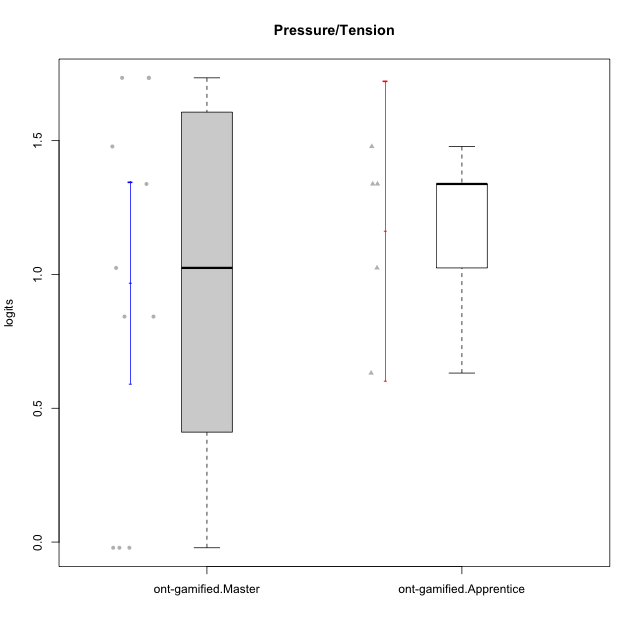 Pressure/Tension
logits
1.5
1.0
0.5
0.0
ont-gamified.Master
ont-gamified.Apprentice